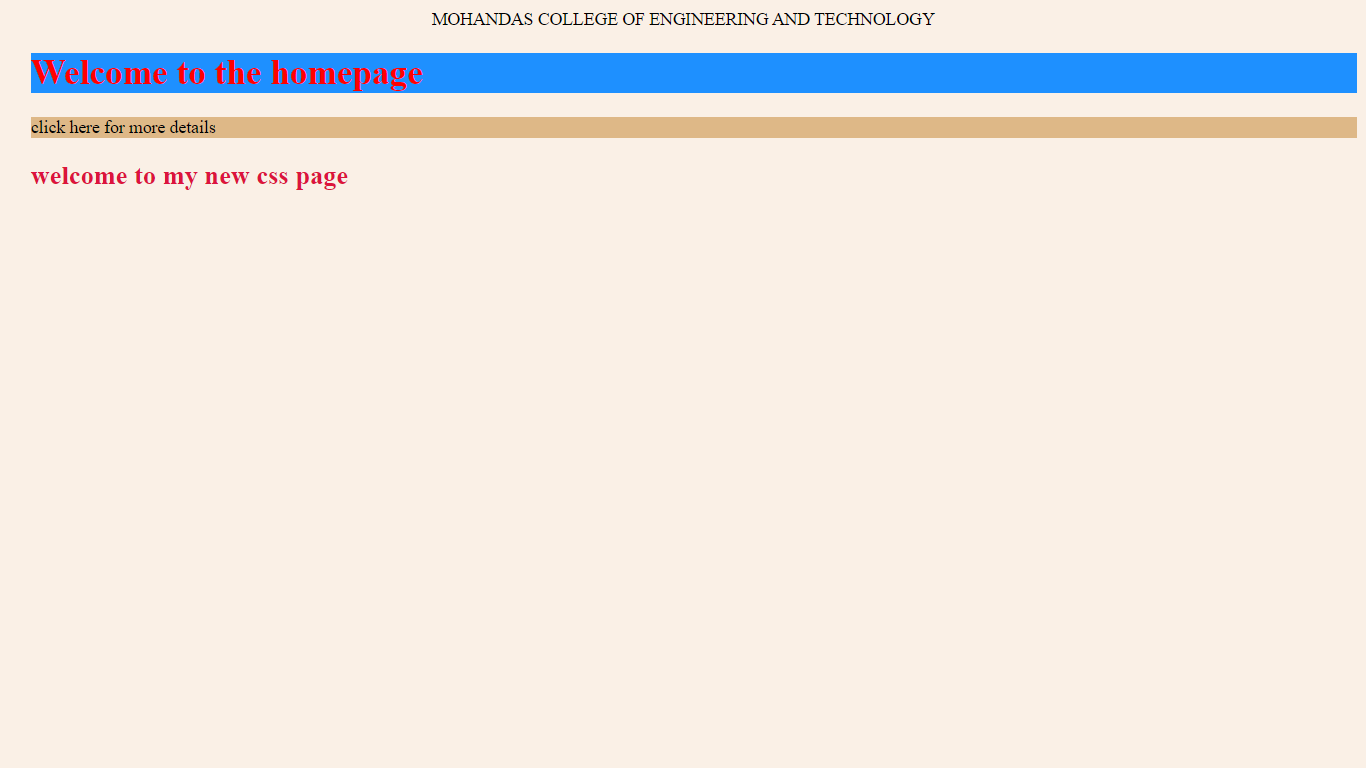 MOHANDAS COLLEGE OF ENGINEERING AND TECHNOLOGY
Welcome to the homepage
click here for more details
welcome to my new css page